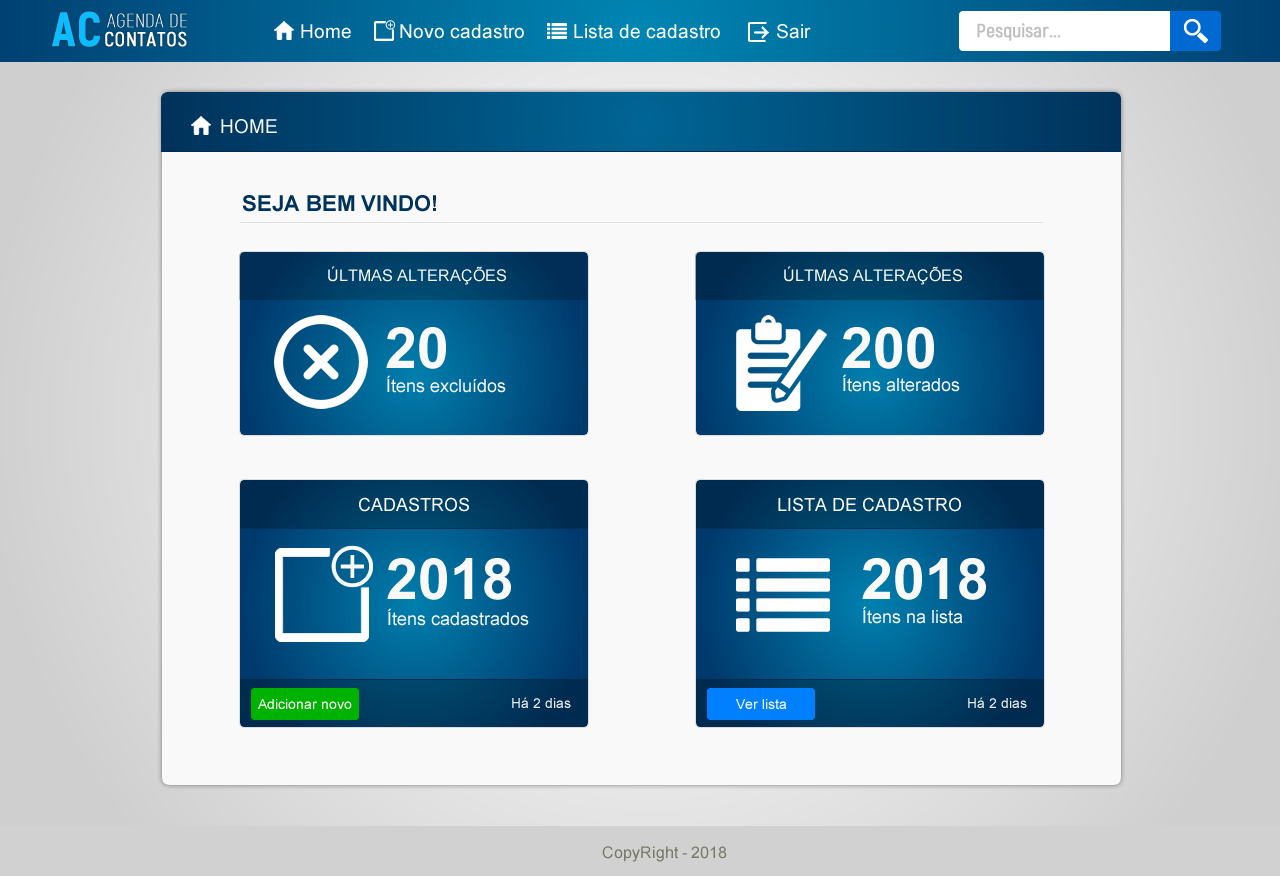 AC AGENDA DE
CONTATOS
Home
Novo cadastro
Lista de cadastro
Sair
Pesquisar...
HOME
SEJA BEM VINDO!
ÚLTMAS ALTERAÇÕES
20
Ítens excluídos
ÚLTMAS ALTERAÇÕES
200
Ítens alterados
CADASTROS
2018
Ítens cadastrados
Adicionar novo
Há 2 dias
LISTA DE CADASTRO
2018
Ítens na lista
Ver lista
Há 2 dias
CopyRight - 2018